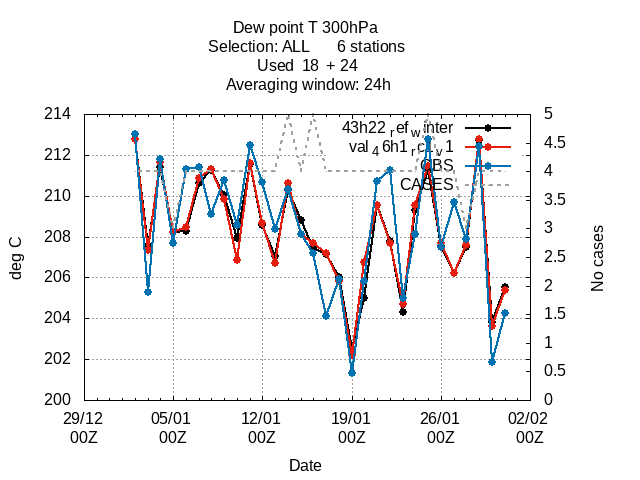 Dew point T 300hPa
Selection: ALL 6 stations
Used 18 + 24
Averaging window: 24h
214
212
210
208
206
204
202
200
deg C
5
4.5
4
3.5
3
2.5
2
1.5
1
0.5
0
No cases
43h22ref winter
val46h1rcrv1
OBS
CASES
29/12 05/01 12/01 19/01 26/01 02/02
00Z 00Z 00Z 00Z 00Z 00Z
Date